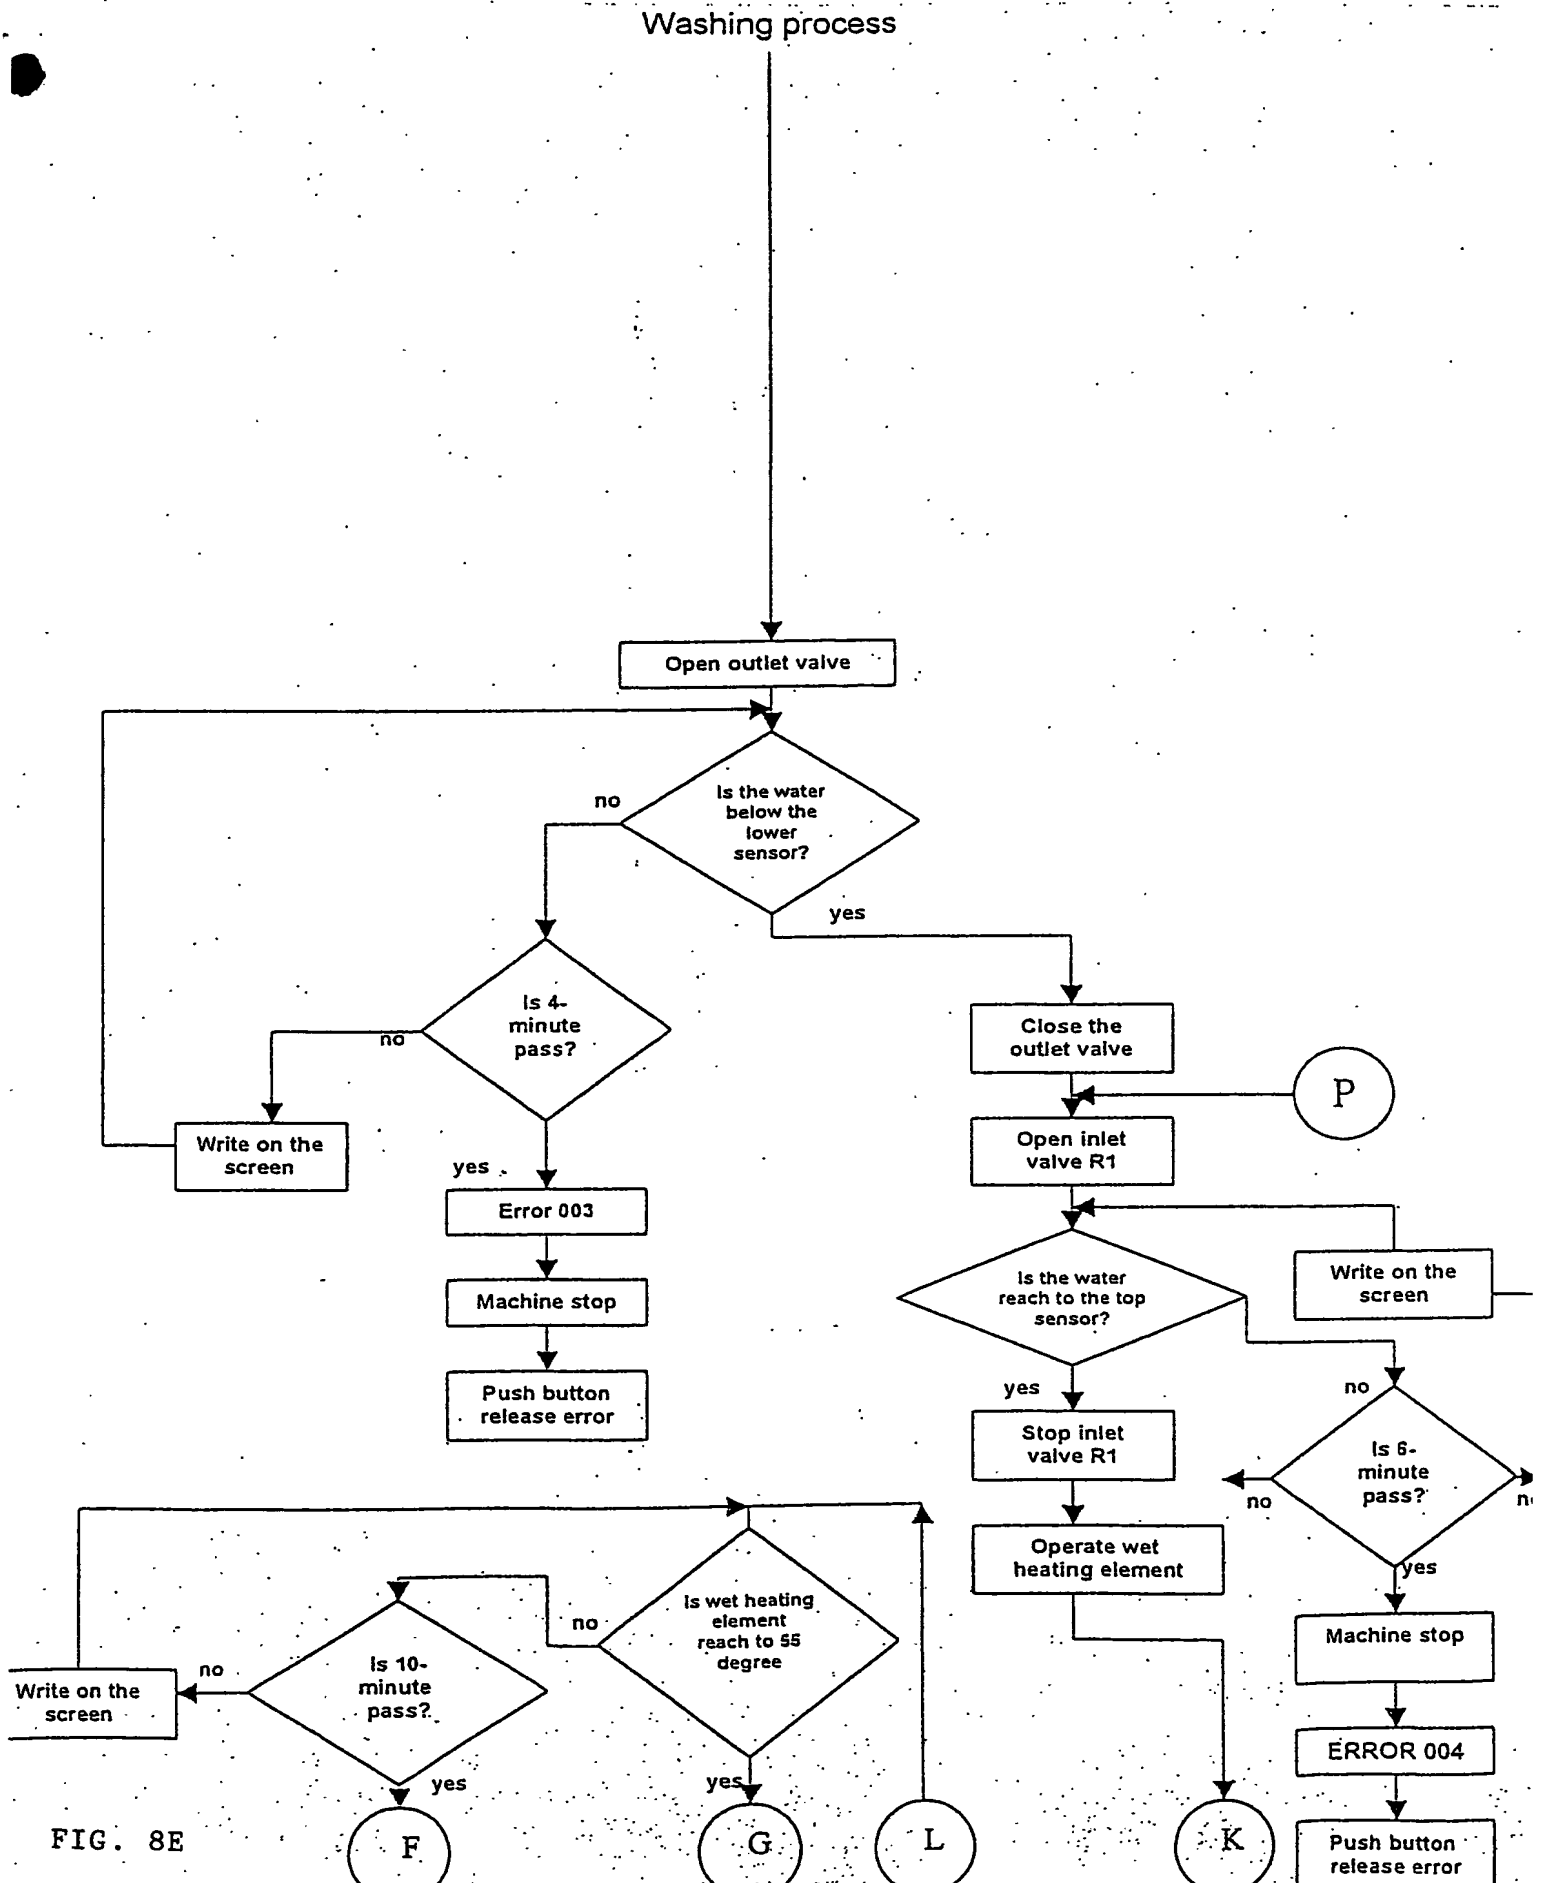 Washing process
Open outlet valve
no
Is the water
below the
lower
sensor?
yes
Is 4-
minute
pass?
no
Close the
outlet valve
P
Write on the
screen
Open inlet
valve R1
yes
Error 003
Is the water
reach to the top
sensor?
Write on the
screen
Machine stop
Push button
release error
yes
no
Stop inlet
valve R1
Is 6-
minute
pass?
no
Operate wet
heating element
yes
Is wet heating
element
reach to 55
degree
no
Machine stop
Is 10-
minute
pass?
no
Write on the
screen
ERROR 004
yes
yes
FIG. 8E
F
G
L
K
Push button
release error